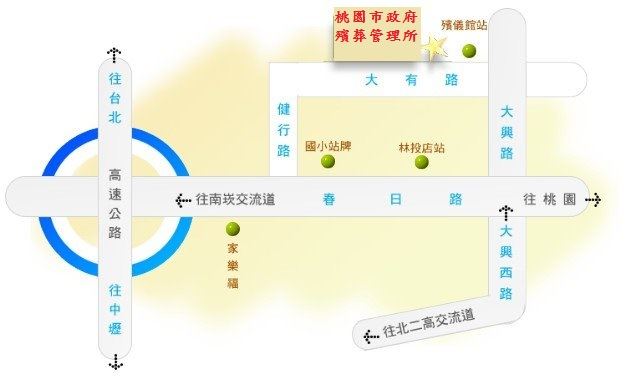 桃園市政府
殯葬管理所
殯儀館站
往台北
大有路
健行路
大興路
國小站牌
林投店站
高速公路
往南崁交流道
春日路
往桃園
家樂福
大興西路
往中壢
往北二高交流道